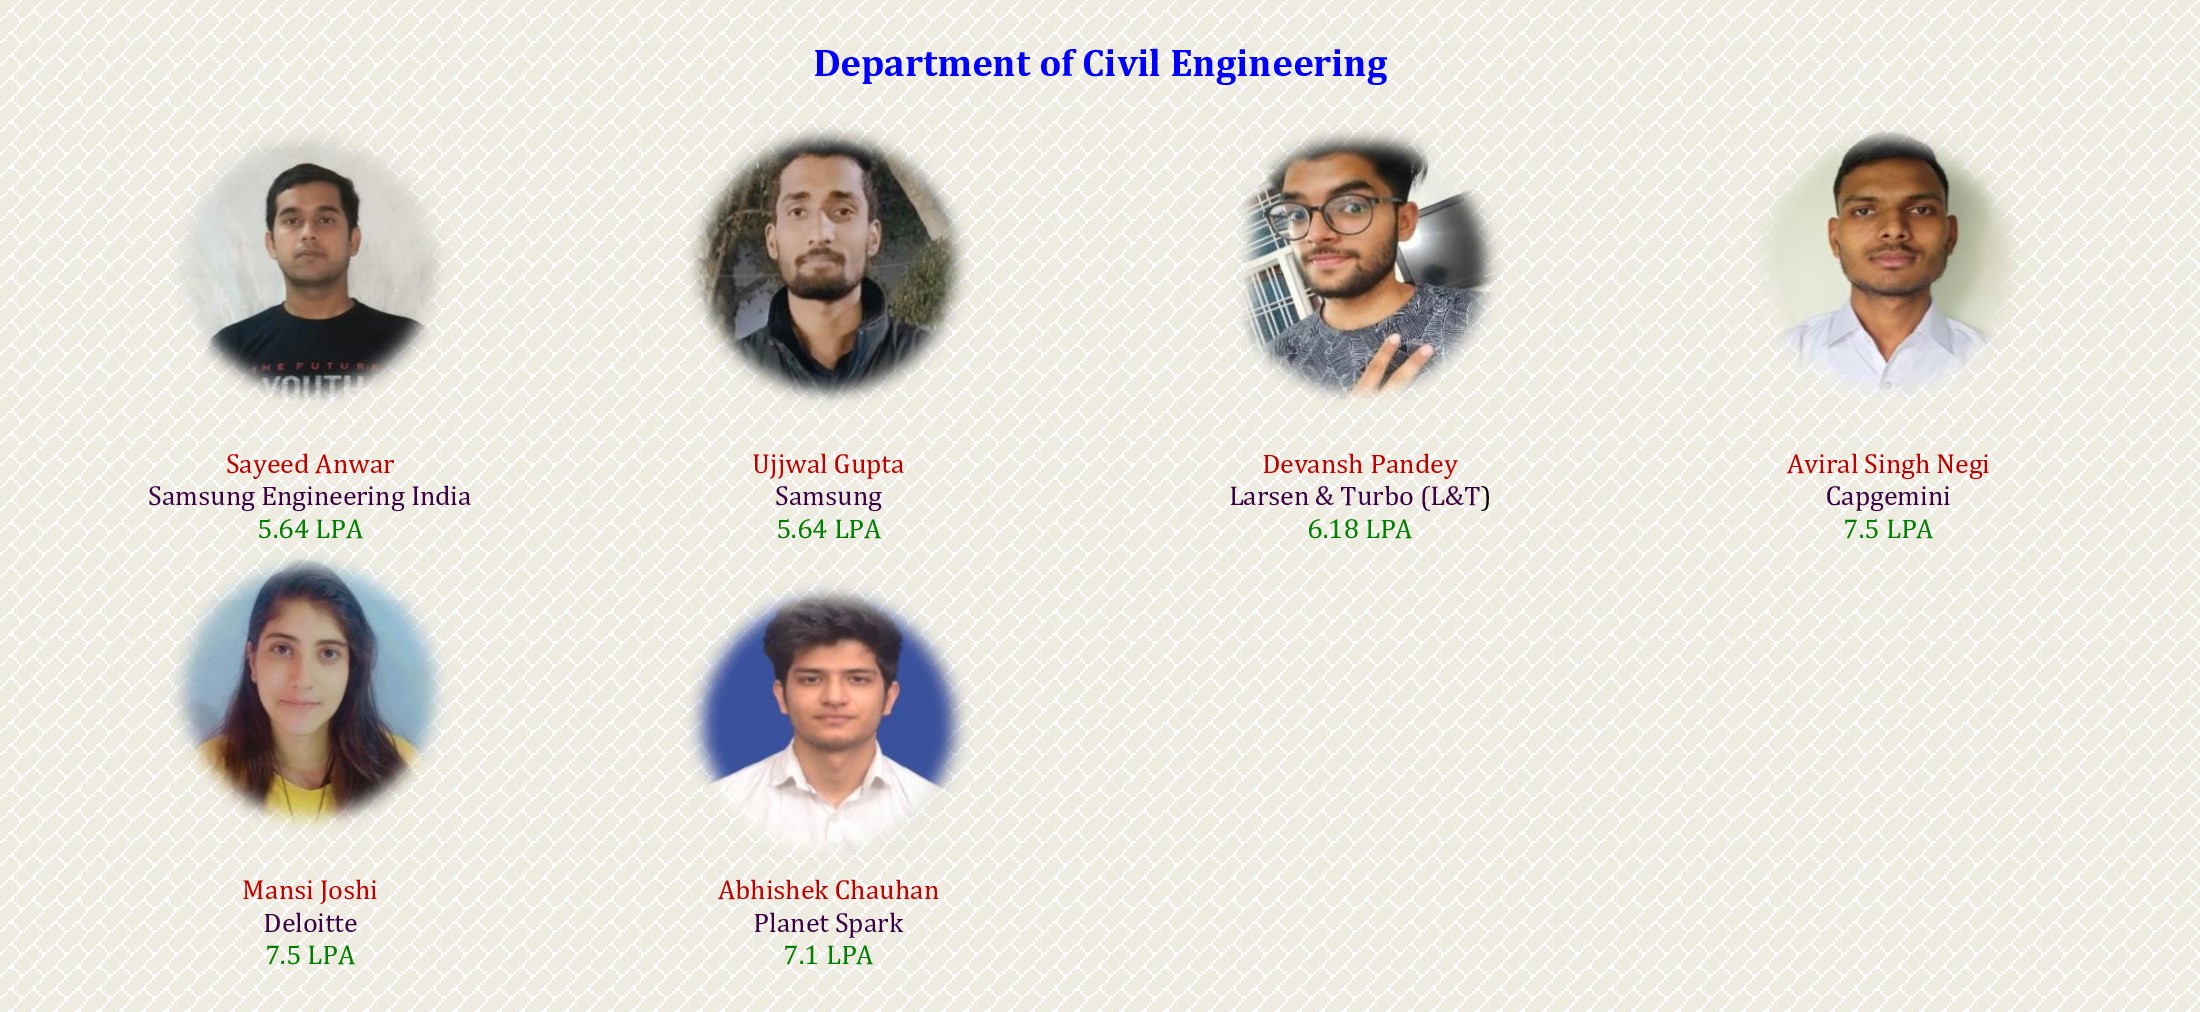 Department of Civil Engineering
THE FUTURE
YOUTH
Sayeed Anwar
Samsung Engineering India
5.64 LPA
Ujjwal Gupta
Samsung
5.64 LPA
Devansh Pandey
Larsen & Turbo (L&T)
6.18 LPA
Aviral Singh Negi
Capgemini
7.5 LPA
Mansi Joshi
Deloitte
7.5 LPA
Abhishek Chauhan
Planet Spark
7.1 LPA